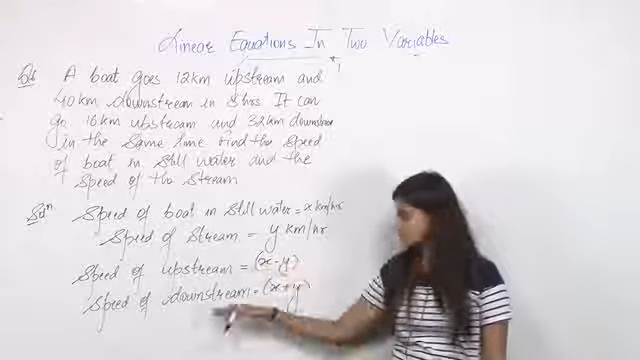 Linear Equations In Two Variables
Q8 A boat goes 12km upstream and
40km downstream in 8hrs. It can
go 16km upstream and 32km downstream
in the same time. Find the speed
of boat in still water and the
speed of the stream
Solⁿ Speed of boat in still water = x km/hr
Speed of stream = y km/hr
Speed of upstream = (x-y)
Speed of downstream = (x+y)